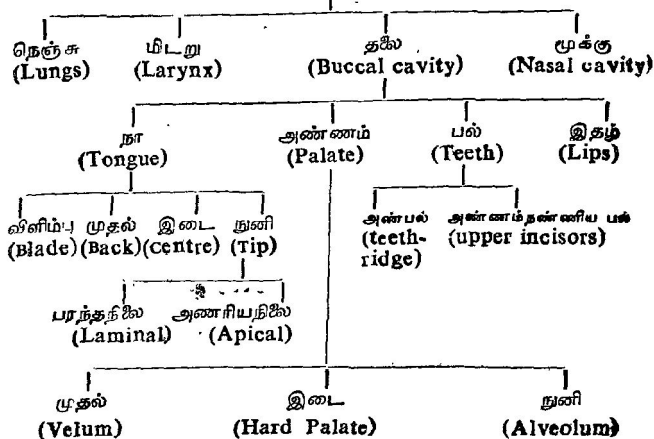 நெஞ்சு மிடறு தலை மூக்கு
(Lungs) (Larynx) (Buccal cavity) (Nasal cavity)
நா அண்ணம் பல் இதழ்
(Tongue) (Palate) (Teeth) (Lips)
விளிம்பு முதல் இடை நுனி
(Blade) (Back) (Centre) (Tip)
அண்பல் அண்ணம்நண்ணிய பல்
(teeth- (upper incisors)
ridge)
பரந்தநிலை அணரியநிலை
(Laminal) (Apical)
முதல் இடை நுனி
(Velum) (Hard Palate) (Alveolum)